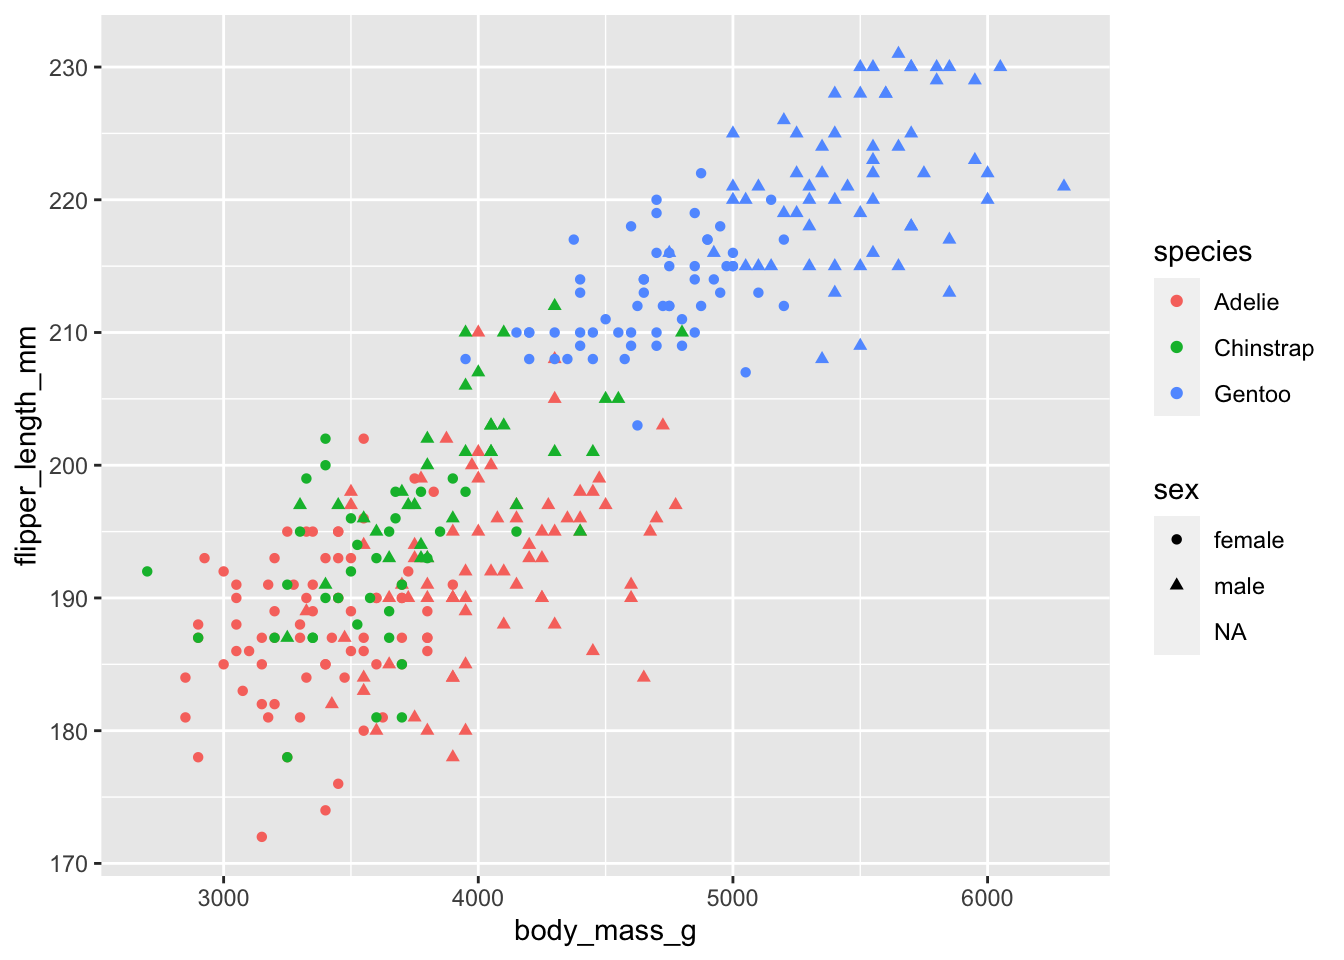 230
220
210
200
190
180
170
flipper_length_mm
3000
4000
5000
6000
body_mass_g
species
Adelie
Chinstrap
Gentoo
sex
female
male
NA